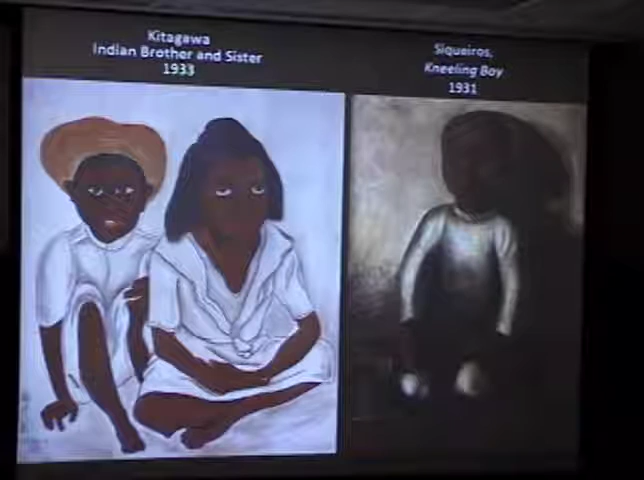 Kitagawa
Indian Brother and Sister
1933
Siqueiros,
Kneeling Boy
1931